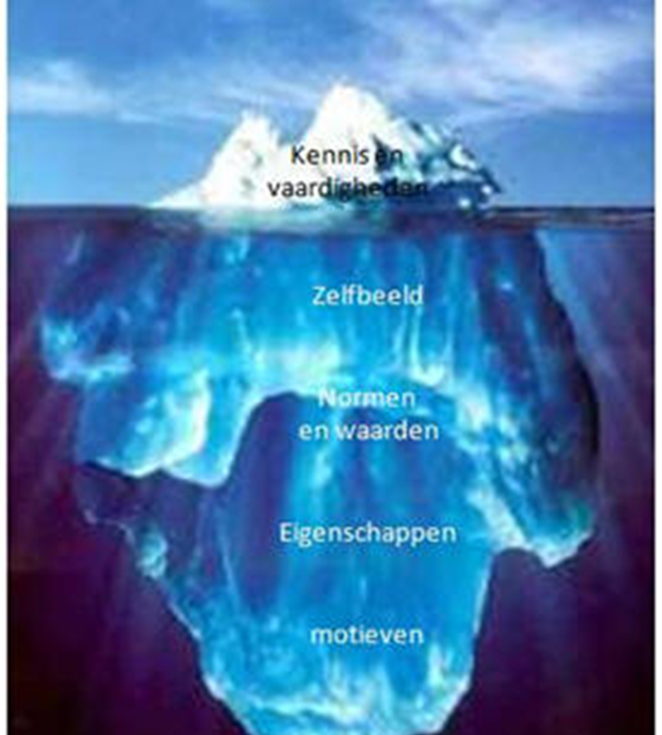 Kennis en
vaardigheden
Zelfbeeld
Normen
en waarden
Eigenschappen
motieven